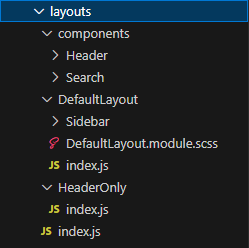 layouts
components
Header
Search
DefaultLayout
Sidebar
DefaultLayout.module.scss
JS index.js
HeaderOnly
JS index.js
JS index.js